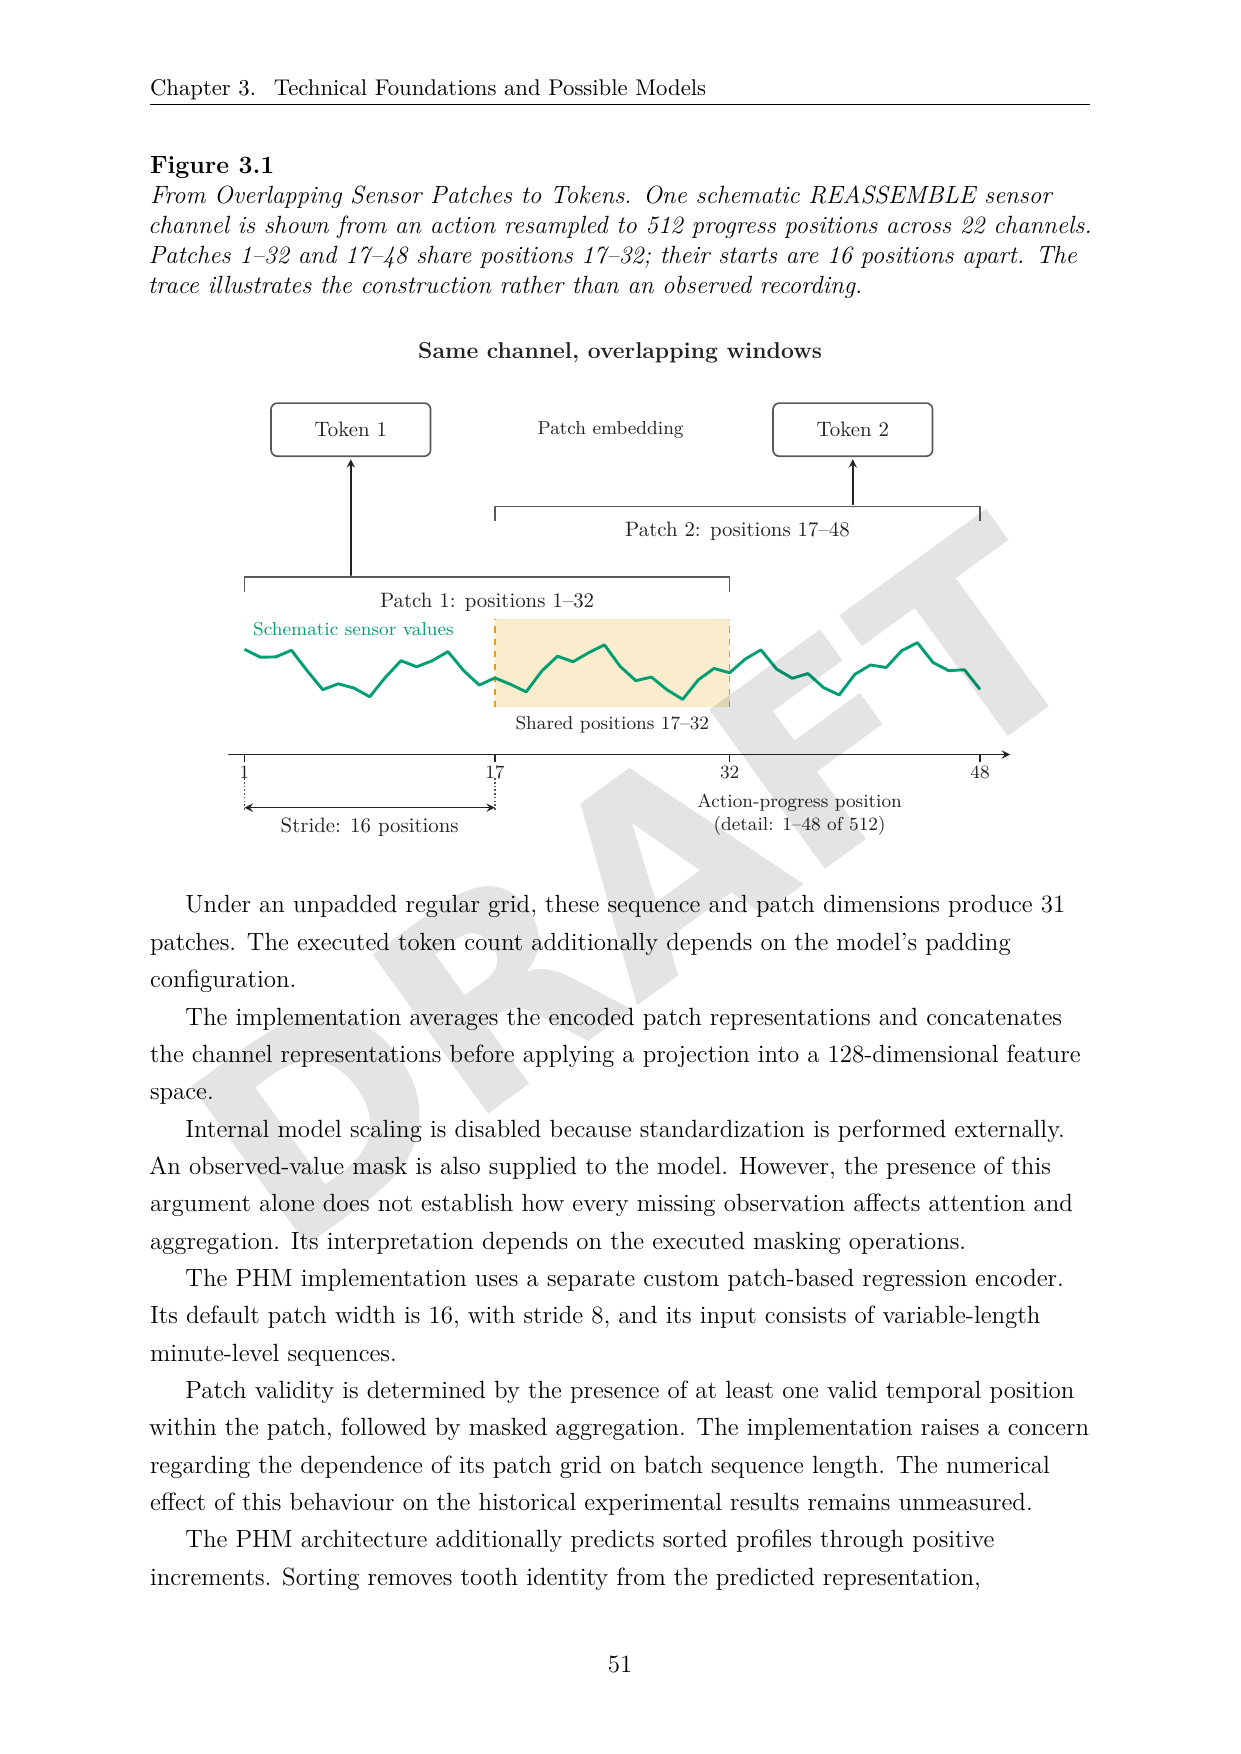 Chapter 3. Technical Foundations and Possible Models
Figure 3.1
From Overlapping Sensor Patches to Tokens. One schematic REASSEMBLE sensor
channel is shown from an action resampled to 512 progress positions across 22 channels.
Patches 1–32 and 17–48 share positions 17–32; their starts are 16 positions apart. The
trace illustrates the construction rather than an observed recording.
Same channel, overlapping windows
Token 1
Patch embedding
Token 2
Patch 2: positions 17–48
Patch 1: positions 1–32
Schematic sensor values
Shared positions 17–32
1 17 32 48
Stride: 16 positions
Action-progress position
(detail: 1–48 of 512)
Under an unpadded regular grid, these sequence and patch dimensions produce 31
patches. The executed token count additionally depends on the model's padding
configuration.
The implementation averages the encoded patch representations and concatenates
the channel representations before applying a projection into a 128-dimensional feature
space.
Internal model scaling is disabled because standardization is performed externally.
An observed-value mask is also supplied to the model. However, the presence of this
argument alone does not establish how every missing observation affects attention and
aggregation. Its interpretation depends on the executed masking operations.
The PHM implementation uses a separate custom patch-based regression encoder.
Its default patch width is 16, with stride 8, and its input consists of variable-length
minute-level sequences.
Patch validity is determined by the presence of at least one valid temporal position
within the patch, followed by masked aggregation. The implementation raises a concern
regarding the dependence of its patch grid on batch sequence length. The numerical
effect of this behaviour on the historical experimental results remains unmeasured.
The PHM architecture additionally predicts sorted profiles through positive
increments. Sorting removes tooth identity from the predicted representation,
51
DRAFT